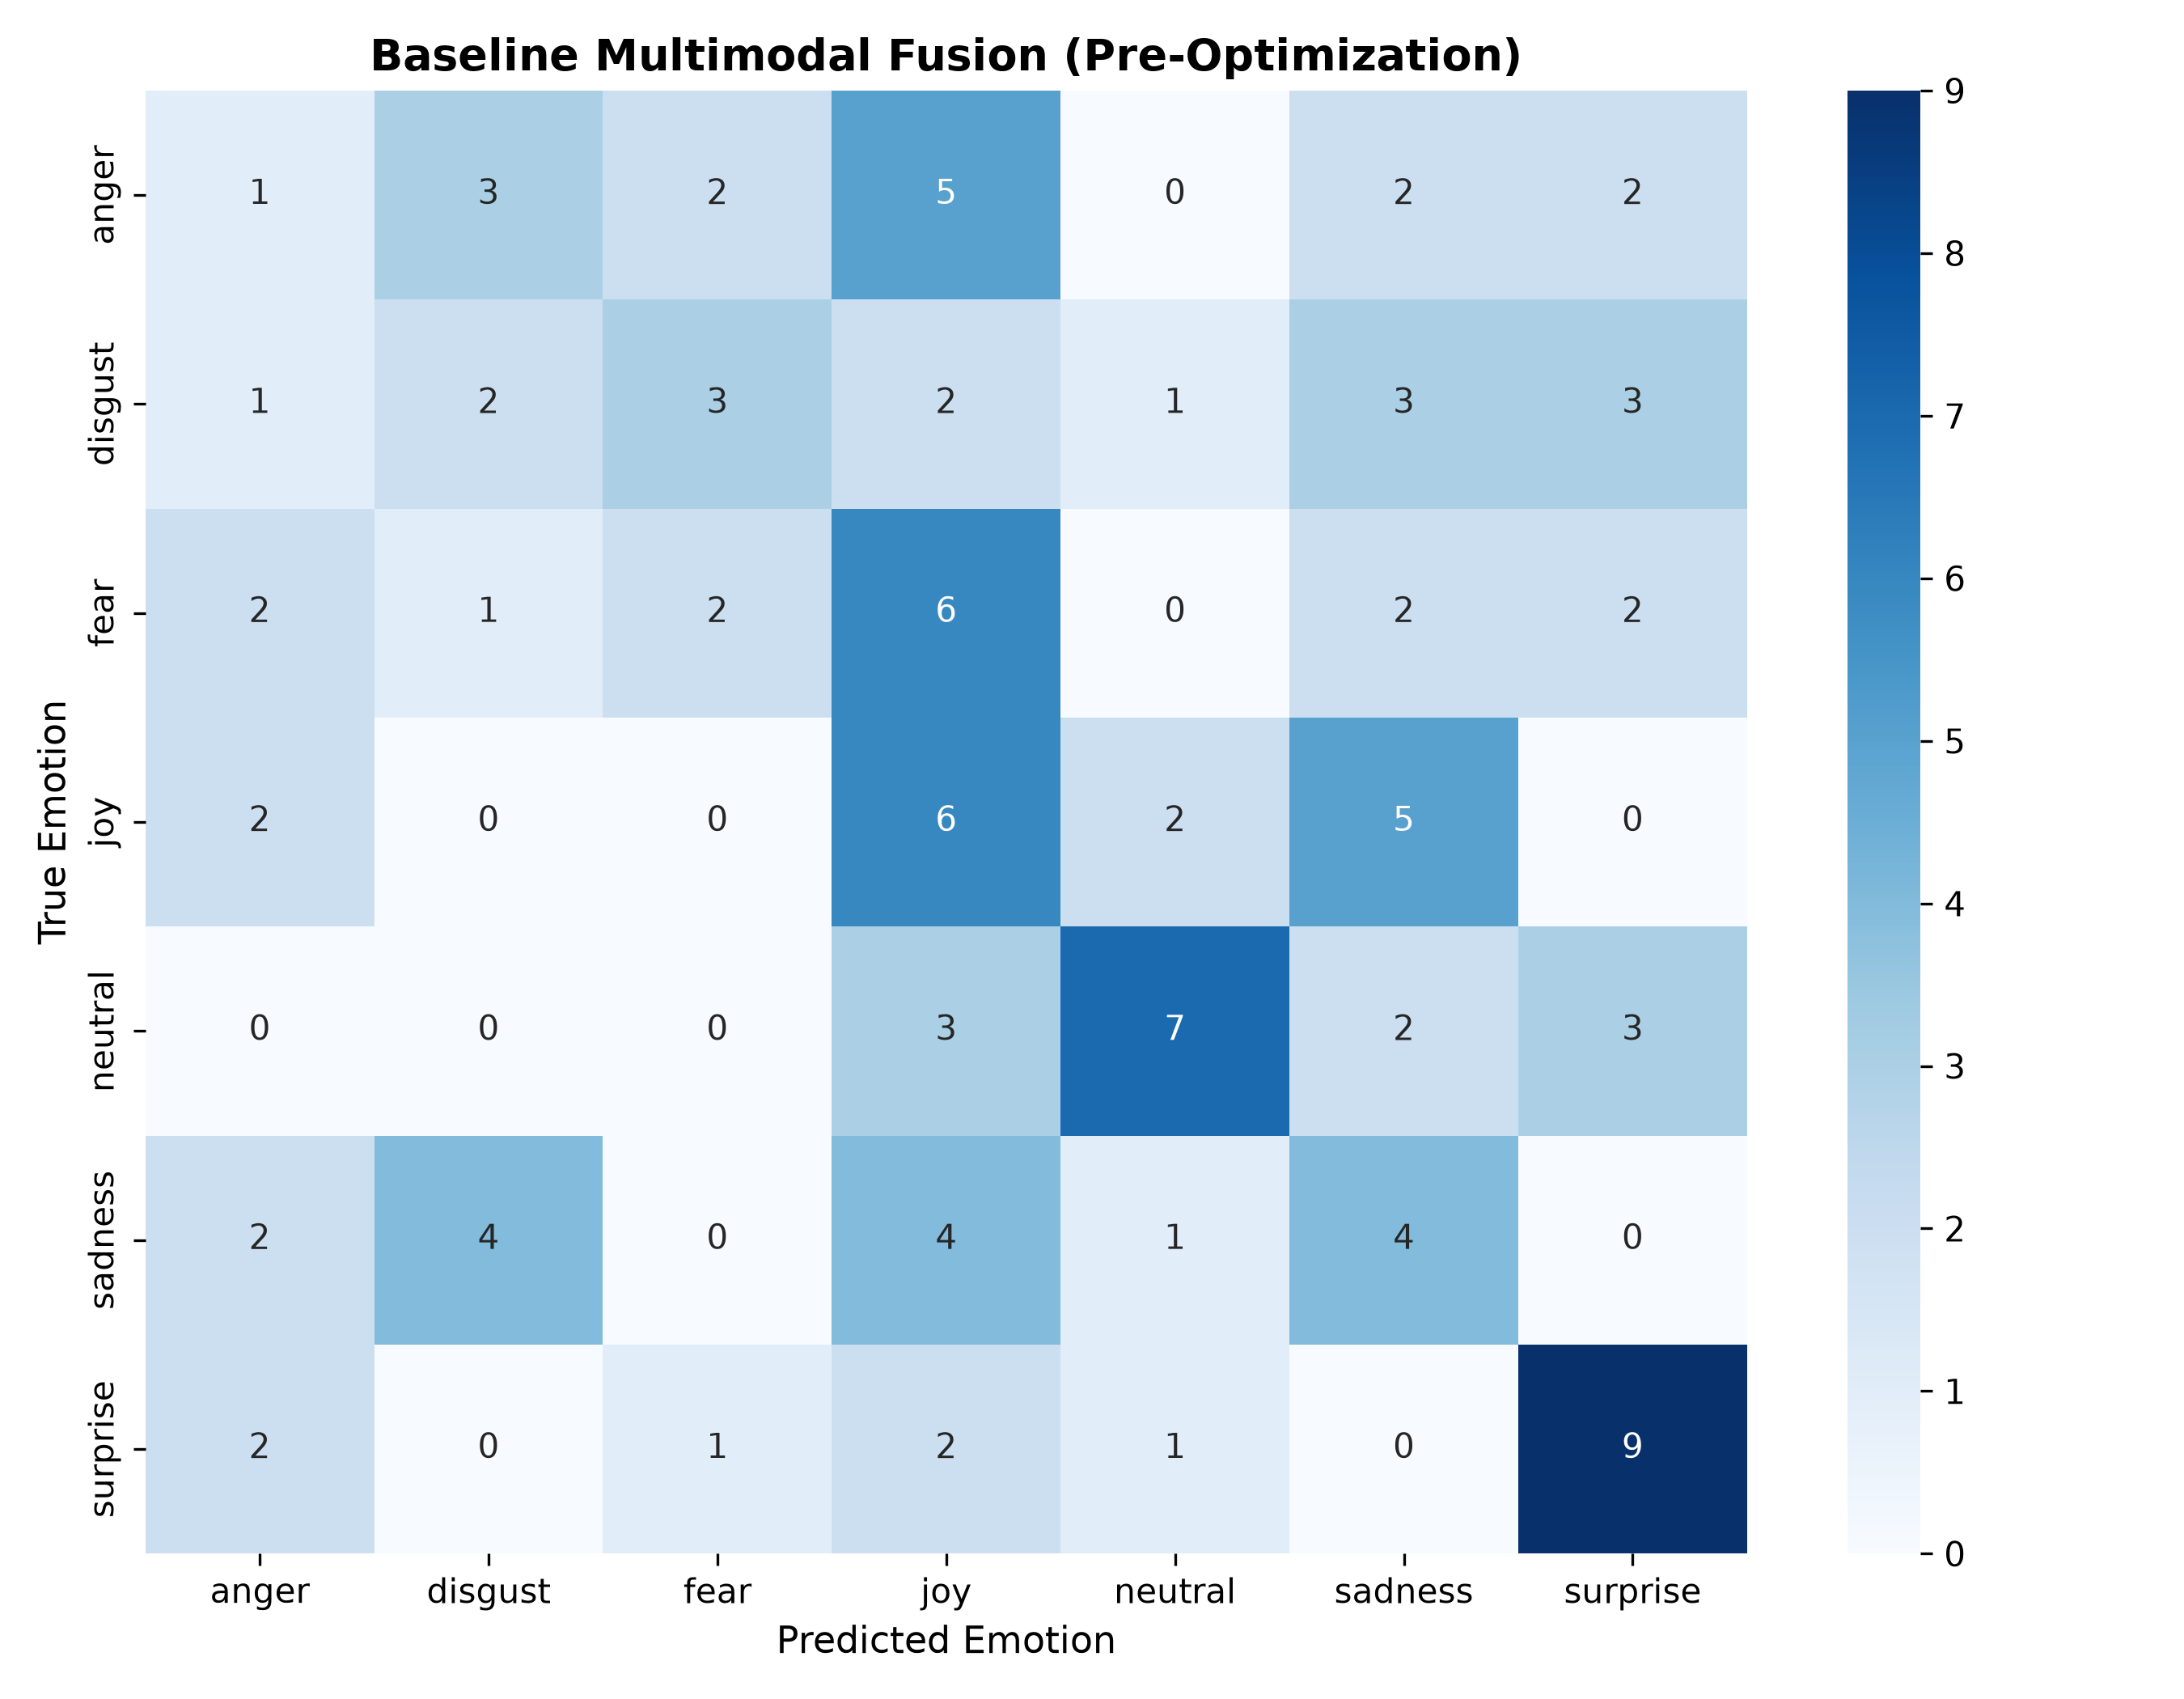 Baseline Multimodal Fusion (Pre-Optimization)
True Emotion
anger 1 3 2 5 0 2 2
disgust 1 2 3 2 1 3 3
fear 2 1 2 6 0 2 2
joy 2 0 0 6 2 5 0
neutral 0 0 0 3 7 2 3
sadness 2 4 0 4 1 4 0
surprise 2 0 1 2 1 0 9
anger disgust fear joy neutral sadness surprise
Predicted Emotion
9
8
7
6
5
4
3
2
1
0